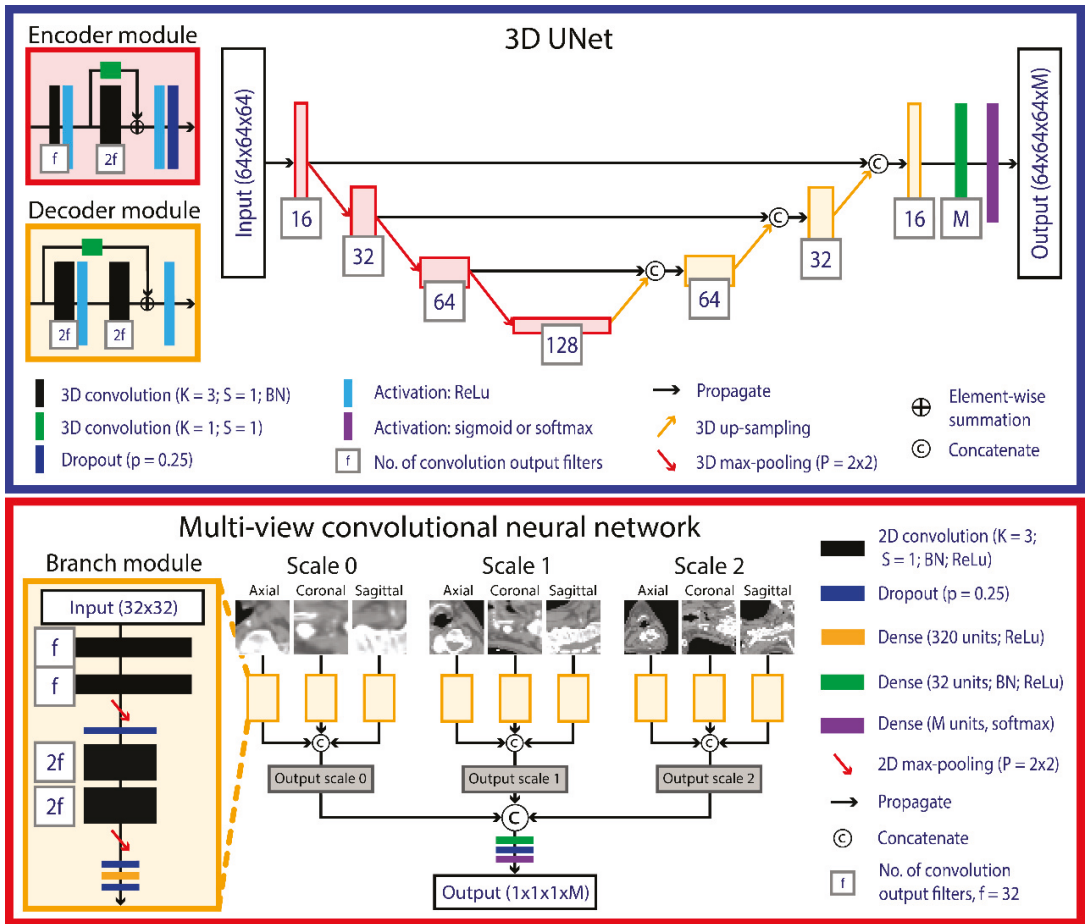 3D UNet
Encoder module
f
2f
Decoder module
2f
2f
Input (64x64x64)
16
32
64
128
C
64
C
32
C
16
M
Output (64x64x64xM)
3D convolution (K = 3; S = 1; BN)
3D convolution (K = 1; S = 1)
Dropout (p = 0.25)
Activation: ReLu
Activation: sigmoid or softmax
f
No. of convolution output filters
Propagate
3D up-sampling
3D max-pooling (P = 2x2)
Element-wise
summation
C
Concatenate
Multi-view convolutional neural network
Branch module
Input (32x32)
f
f
2f
2f
Scale 0
Axial Coronal Sagittal
C
Output scale 0
Scale 1
Axial Coronal Sagittal
C
Output scale 1
Scale 2
Axial Coronal Sagittal
C
Output scale 2
C
Output (1x1x1xM)
2D convolution (K = 3;
S = 1; BN; ReLu)
Dropout (p = 0.25)
Dense (320 units; ReLu)
Dense (32 units; BN; ReLu)
Dense (M units, softmax)
2D max-pooling (P = 2x2)
Propagate
C
Concatenate
f
No. of convolution
output filters, f = 32